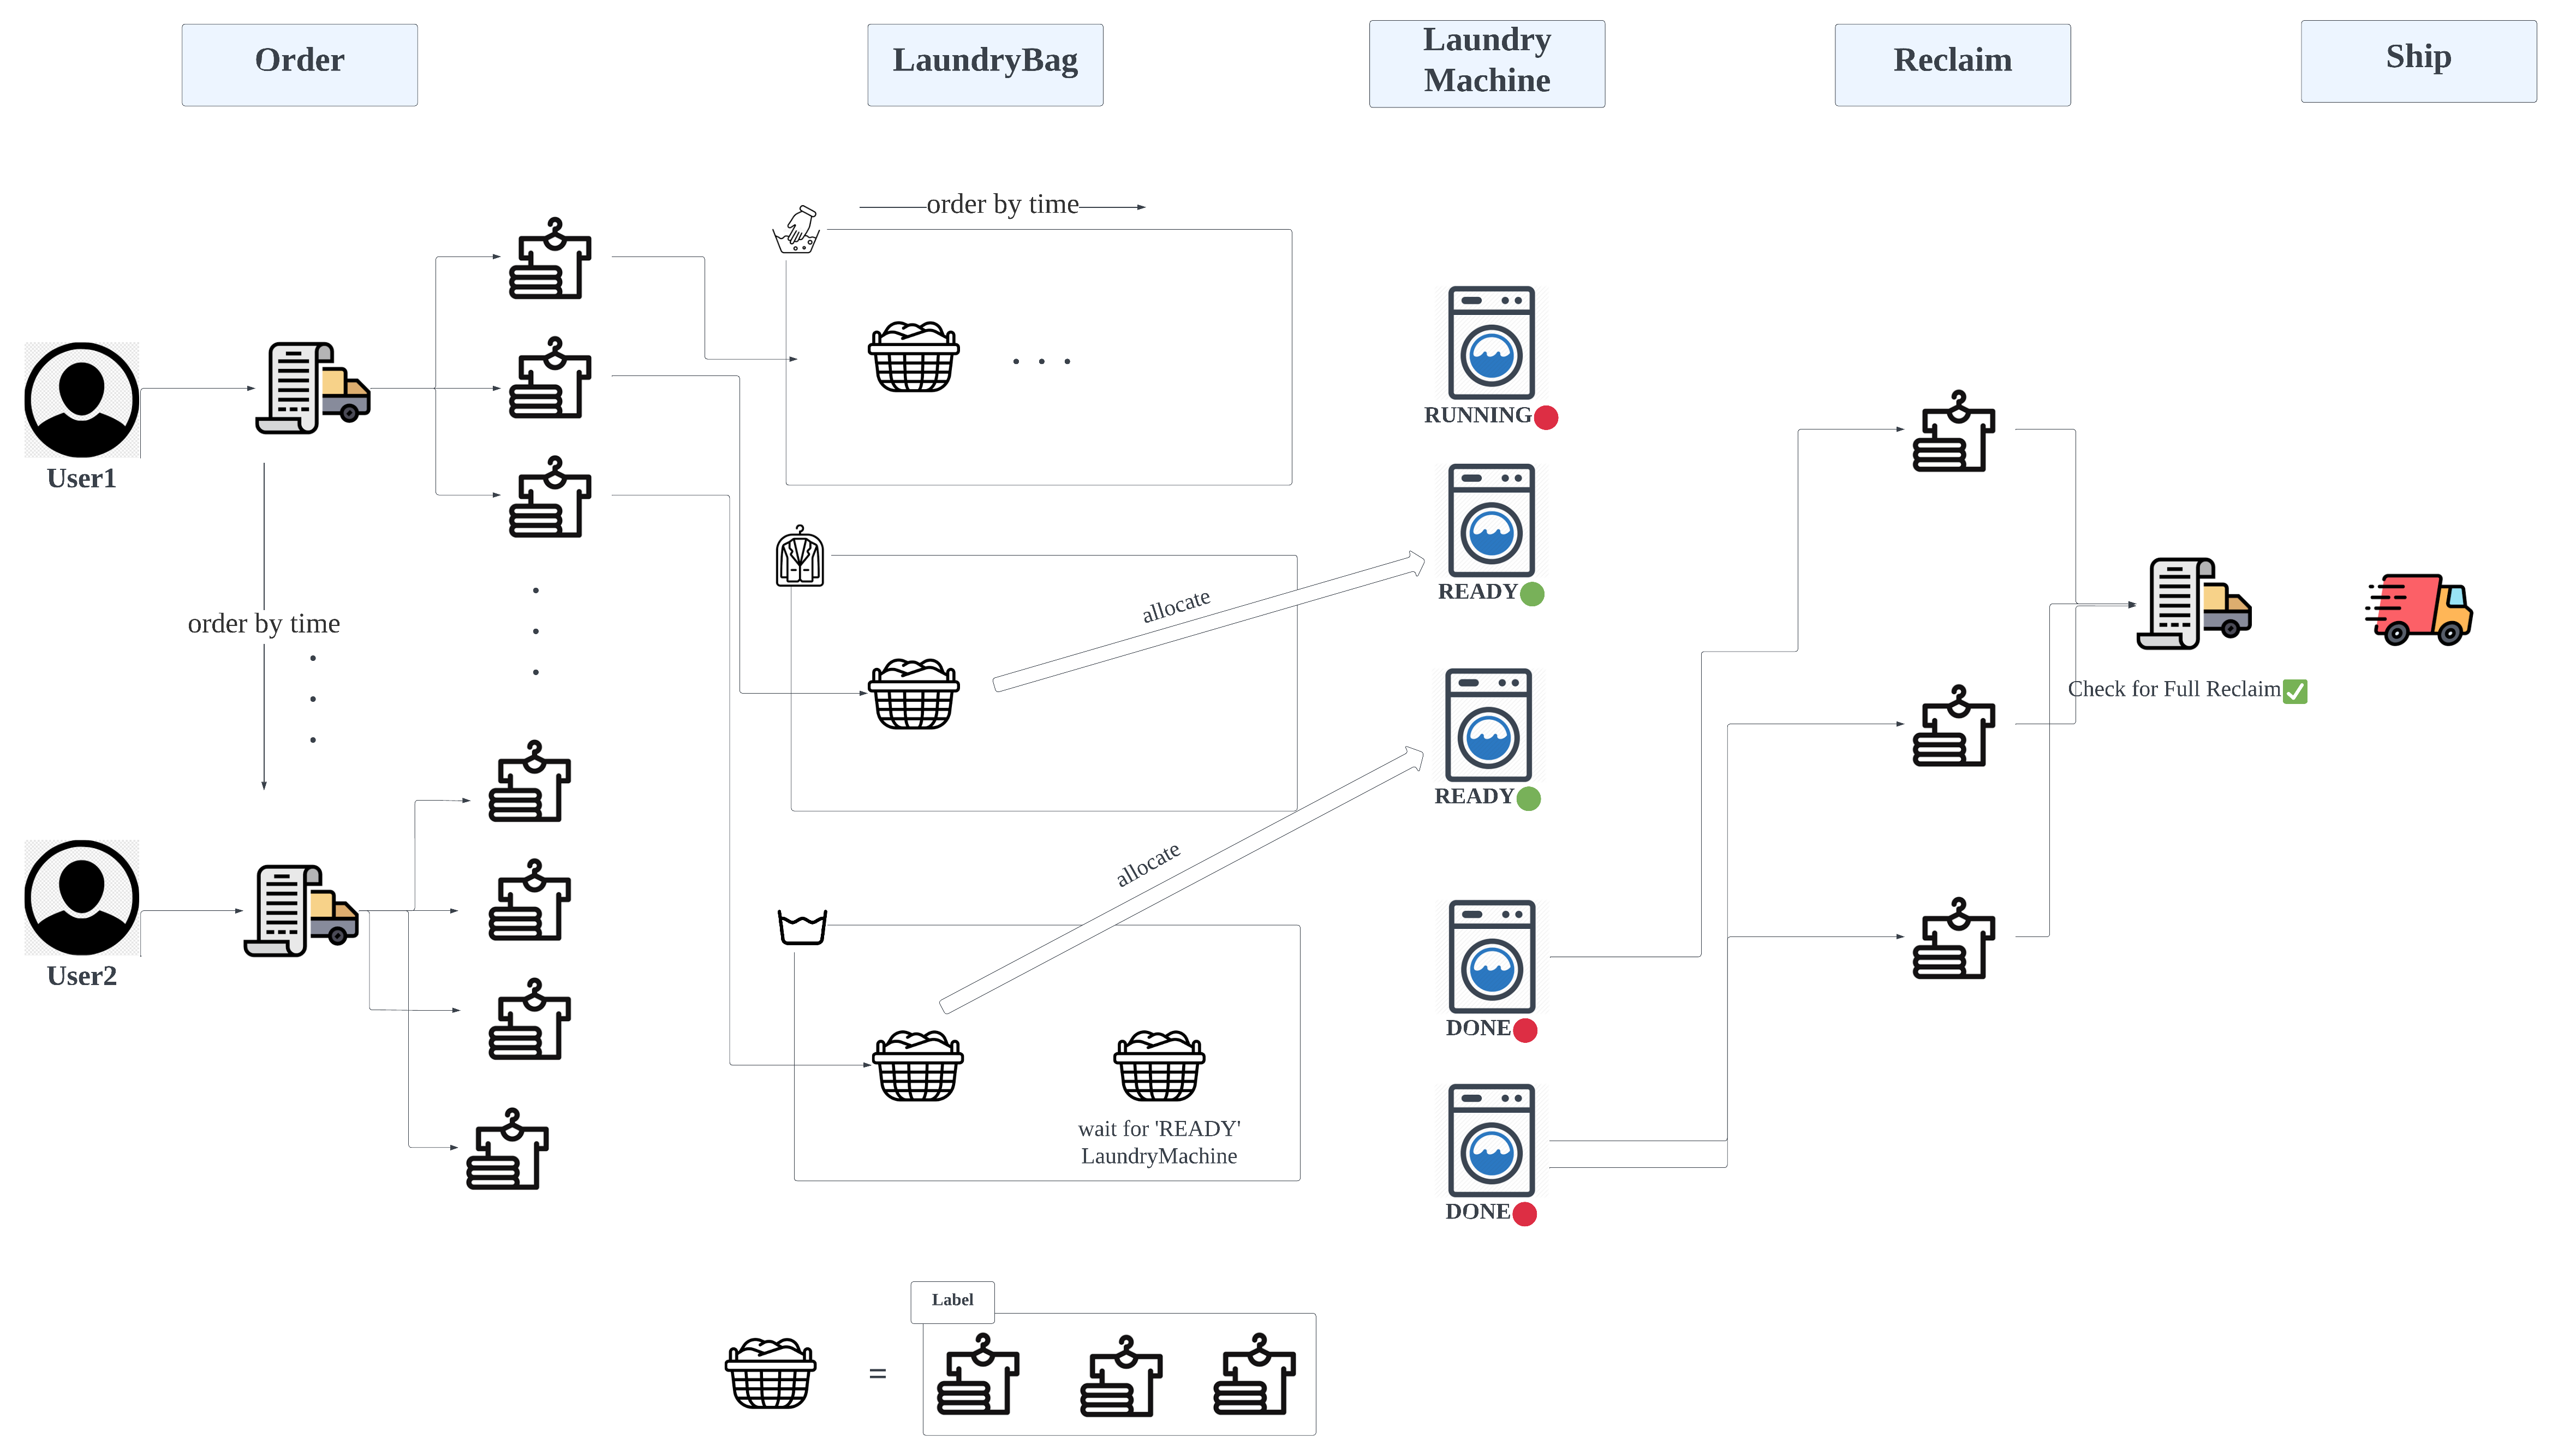 Order
LaundryBag
Laundry
Machine
Reclaim
Ship
order by time
RUNNING
User1
READY
allocate
order by time
Check for Full Reclaim
READY
allocate
User2
DONE
wait for 'READY'
LaundryMachine
DONE
Label
=